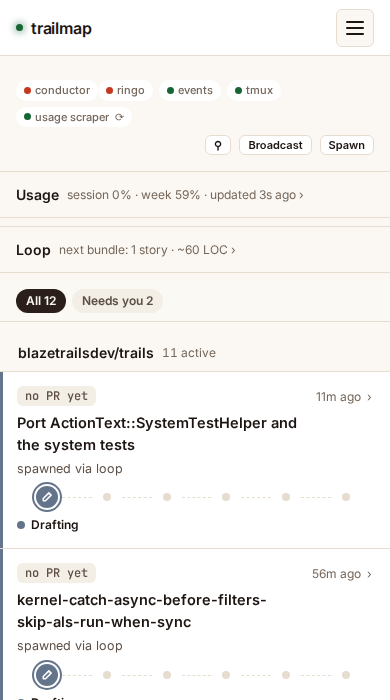 trailmap
conductor ringo events tmux
usage scraper ⟳
Broadcast Spawn
Usage session 0% · week 59% · updated 3s ago ›
Loop next bundle: 1 story · ~60 LOC ›
All 12 Needs you 2
blazetrailsdev/trails 11 active
no PR yet 11m ago ›
Port ActionText::SystemTestHelper and
the system tests
spawned via loop
Drafting
no PR yet 56m ago ›
kernel-catch-async-before-filters-
skip-als-run-when-sync
spawned via loop